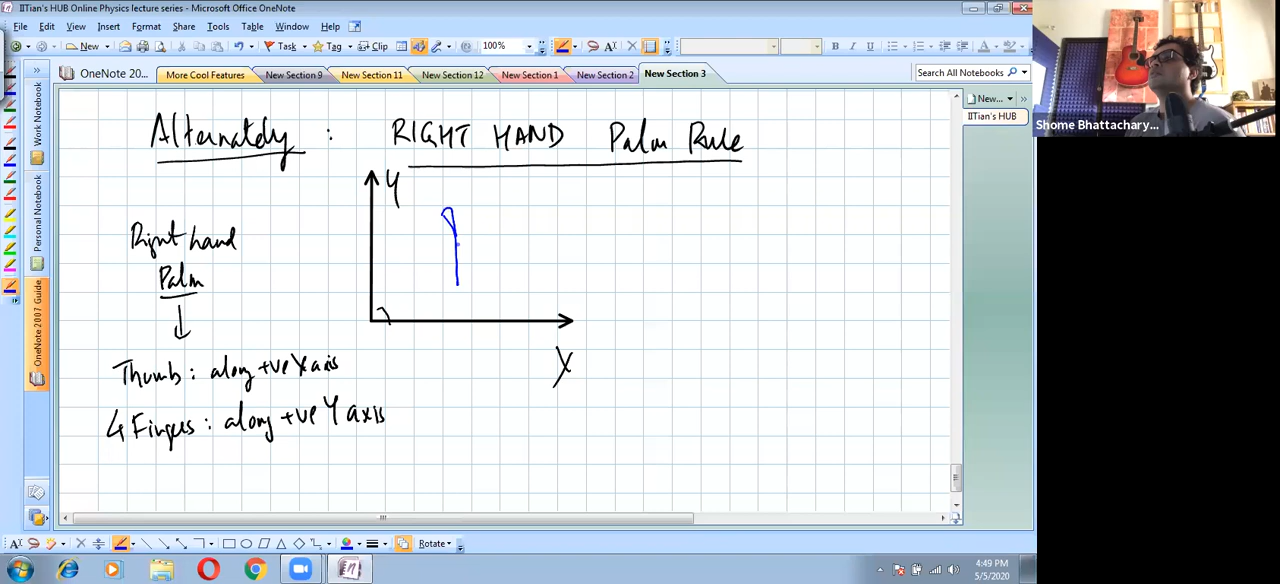 IITian's HUB Online Physics lecture series - Microsoft Office OneNote
File Edit View Insert Format Share Tools Table Window Help
New Task Tag Clip 100% B I U
OneNote 20... More Cool Features New Section 9 New Section 11 New Section 12 New Section 1 New Section 2 New Section 3 Search All Notebooks
New...
IITian's HUB
Shome Bhattachary...
Work Notebook
Personal Notebook
OneNote 2007 Guide
Alternately : RIGHT HAND Palm Rule
Y
Right hand
Palm
X
Thumb : along +ve X axis
4 Fingers : along +ve Y axis
Rotate
4:49 PM
5/5/2020